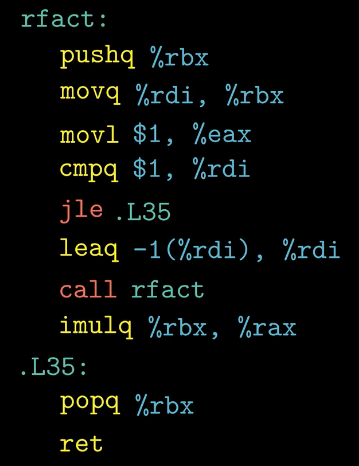 rfact:
pushq %rbx
movq %rdi, %rbx
movl $1, %eax
cmpq $1, %rdi
jle .L35
leaq -1(%rdi), %rdi
call rfact
imulq %rbx, %rax
.L35:
popq %rbx
ret